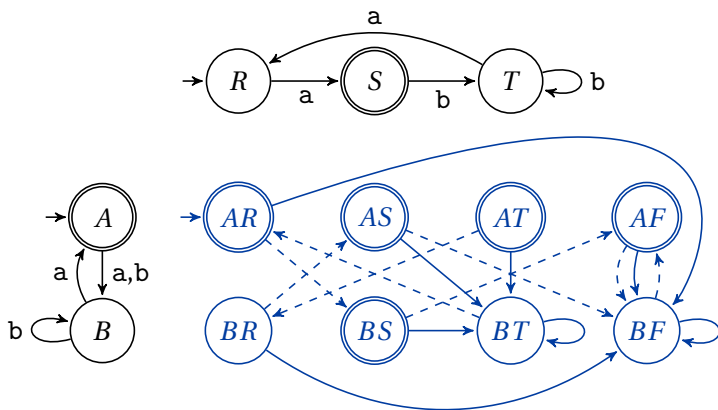 a
R S T b
a b
A AR AS AT AF
a a,b
b B BR BS BT BF